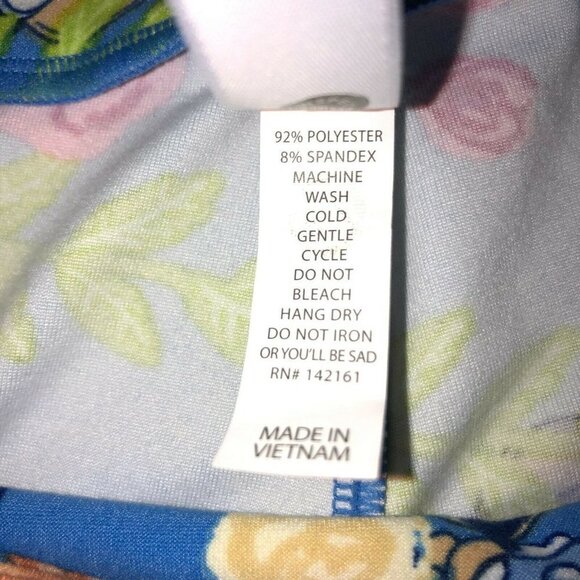 92% POLYESTER
8% SPANDEX
MACHINE
WASH
COLD
GENTLE
CYCLE
DO NOT
BLEACH
HANG DRY
DO NOT IRON
OR YOU'LL BE SAD
RN# 142161
MADE IN
VIETNAM